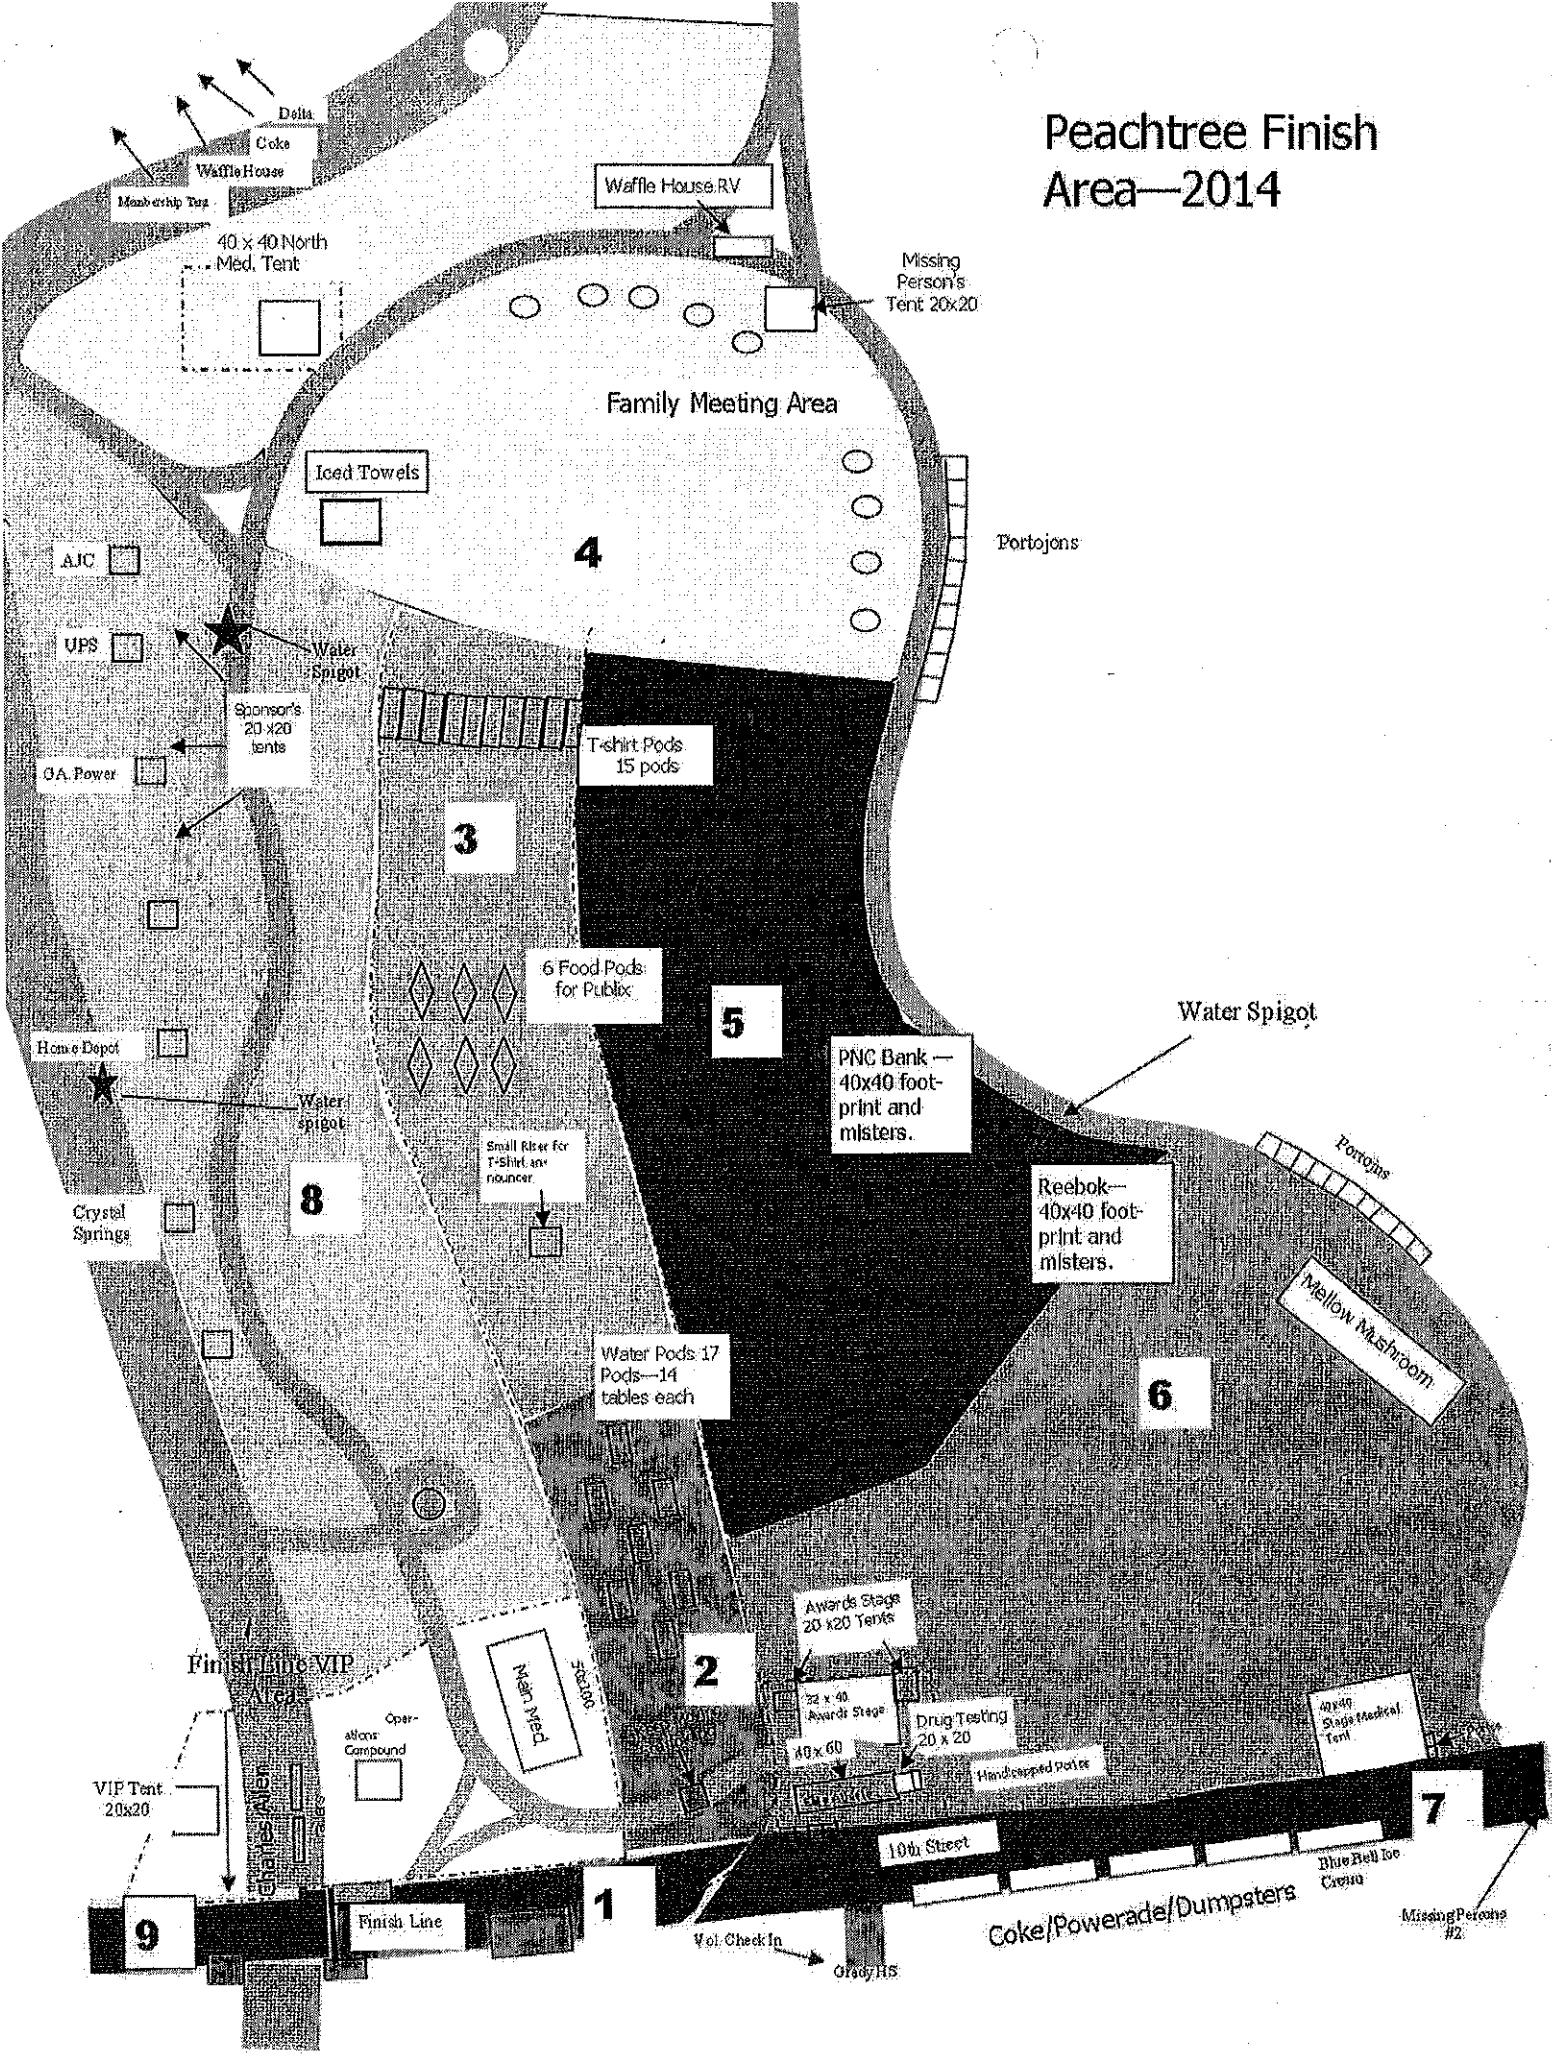 Peachtree Finish
Area—2014
Delta
Coke
Waffle House
Membership Tent
40 x 40 North
Med. Tent
Waffle House RV
Missing
Person's
Tent 20x20
Family Meeting Area
Iced Towels
4
Portojons
AJC
UPS
Water
Spigot
Sponsor's
20 x20
tents
GA. Power
T-shirt Pods
15 pods
3
6 Food Pods
for Publix
5
Water Spigot
PNC Bank —
40x40 foot-
print and
misters.
Home Depot
Water
spigot
Small Riser for
T-Shirt an-
nouncer
8
Crystal
Springs
Reebok—
40x40 foot-
print and
misters.
Portojns
Mellow Mushroom
Water Pods 17
Pods—14
tables each
6
Awards Stage
20 x20 Tents
2
Finish Line VIP
Area
Main Med
50x100
32 x 40
Awards Stage
Drug Testing
20 x 20
40 x 60
Handicapped Portos
40x40
Stage Medical
Tent
Oper-
ations
Compound
VIP Tent
20x20
Charles Allen
7
10th Street
Blue Bell Ice
Cream
1
9
Finish Line
Coke/Powerade/Dumpsters
Missing Persons
#2
Vol. Check In
Grady HS